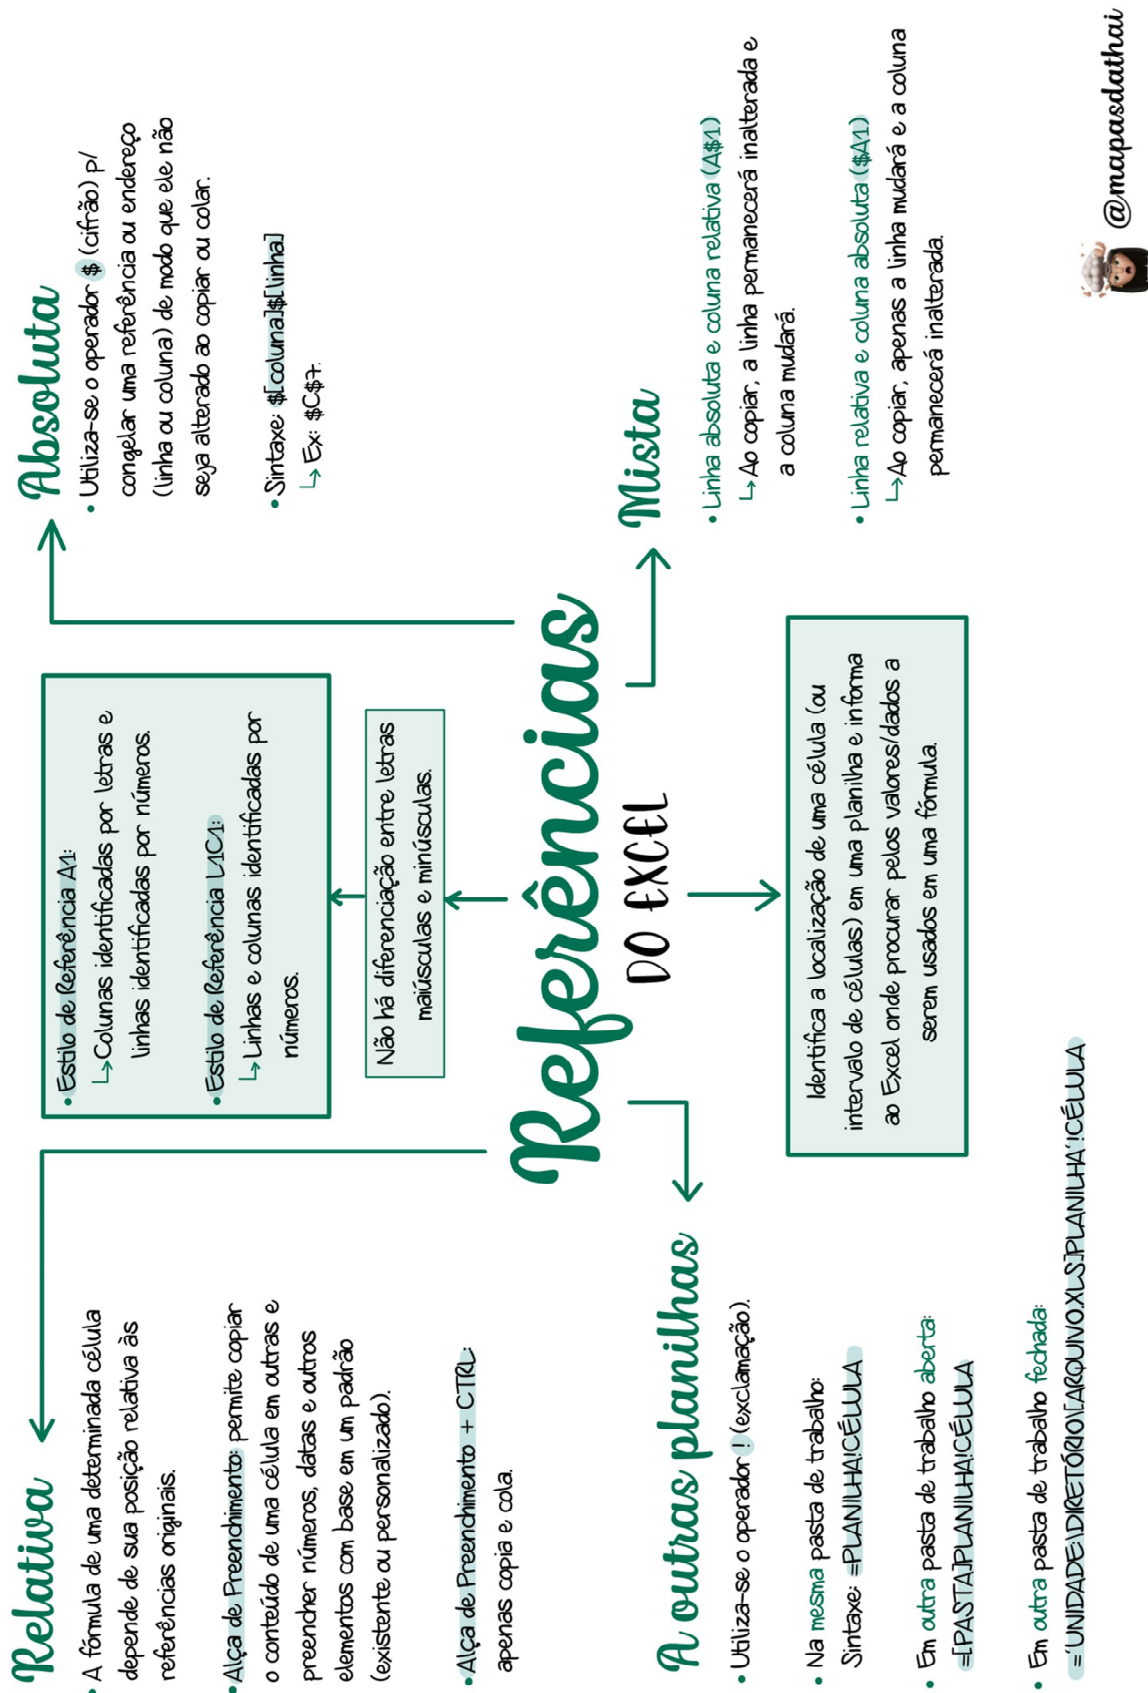 Relativa
• A fórmula de uma determinada célula
depende de sua posição relativa às
referências originais.
• Alça de Preenchimento: permite copiar
o conteúdo de uma célula em outras e
preencher números, datas e outros
elementos com base em um padrão
(existente ou personalizado).
• Alça de Preenchimento + CTRL:
apenas copia e cola.
• Estilo de Referência A1:
↳ Colunas identificadas por letras e
linhas identificadas por números.
• Estilo de Referência L1C1:
↳ Linhas e colunas identificadas por
números.
Não há diferenciação entre letras
maiúsculas e minúsculas.
Absoluta
• Utiliza-se o operador $ (cifrão) p/
congelar uma referência ou endereço
(linha ou coluna) de modo que ele não
seja alterado ao copiar ou colar.
• Sintaxe: $[coluna]$[linha]
↳ Ex: $C$7.
Referências
DO EXCEL
A outras planilhas
• Utiliza-se o operador ! (exclamação).
• Na mesma pasta de trabalho:
Sintaxe: =PLANILHA!CÉLULA
• Em outra pasta de trabalho aberta:
=[PASTA]PLANILHA!CÉLULA
• Em outra pasta de trabalho fechada:
='UNIDADE:\DIRETÓRIO\[ARQUIVO.XLS]PLANILHA'!CÉLULA
Identifica a localização de uma célula (ou
intervalo de células) em uma planilha e informa
ao Excel onde procurar pelos valores/dados a
serem usados em uma fórmula.
Mista
• Linha absoluta e coluna relativa (A$1)
↳ Ao copiar, a linha permanecerá inalterada e
a coluna mudará.
• Linha relativa e coluna absoluta ($A1)
↳ Ao copiar, apenas a linha mudará e a coluna
permanecerá inalterada.
@mapasdathai